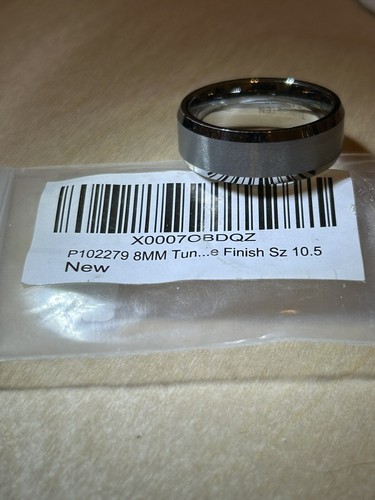 X0007OBDQZ
P102279 8MM Tun...e Finish Sz 10.5
New